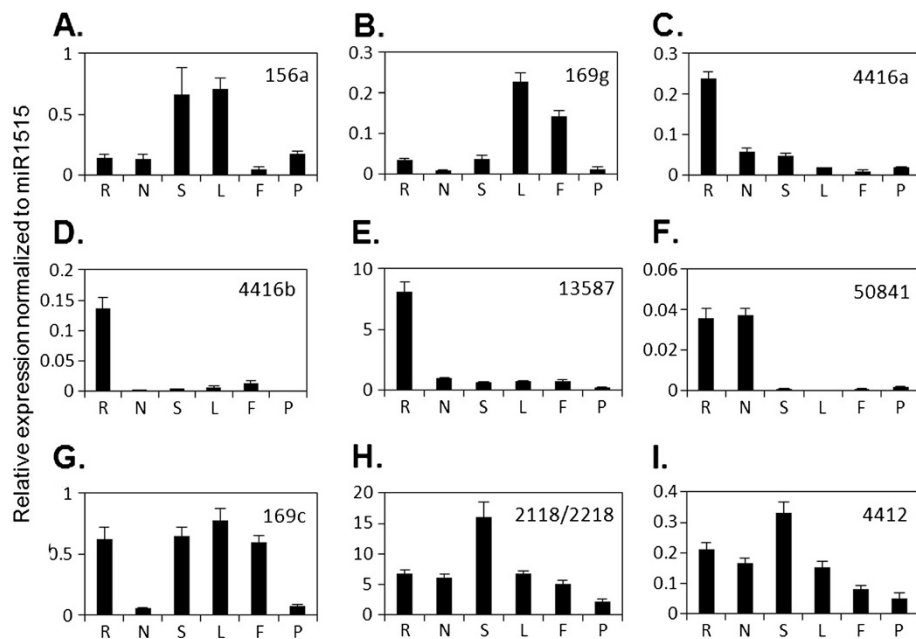 Relative expression normalized to miR1515
A.
156a
1
0.5
0
R N S L F P
B.
169g
0.3
0.2
0.1
0
R N S L F P
C.
4416a
0.3
0.2
0.1
0
R N S L F P
D.
4416b
0.2
0.15
0.1
0.05
0
R N S L F P
E.
13587
10
5
0
R N S L F P
F.
50841
0.06
0.04
0.02
0.00
R N S L F P
G.
169c
1
0.5
0
R N S L F P
H.
2118/2218
20
15
10
5
0
R N S L F P
I.
4412
0.4
0.3
0.2
0.1
0
R N S L F P